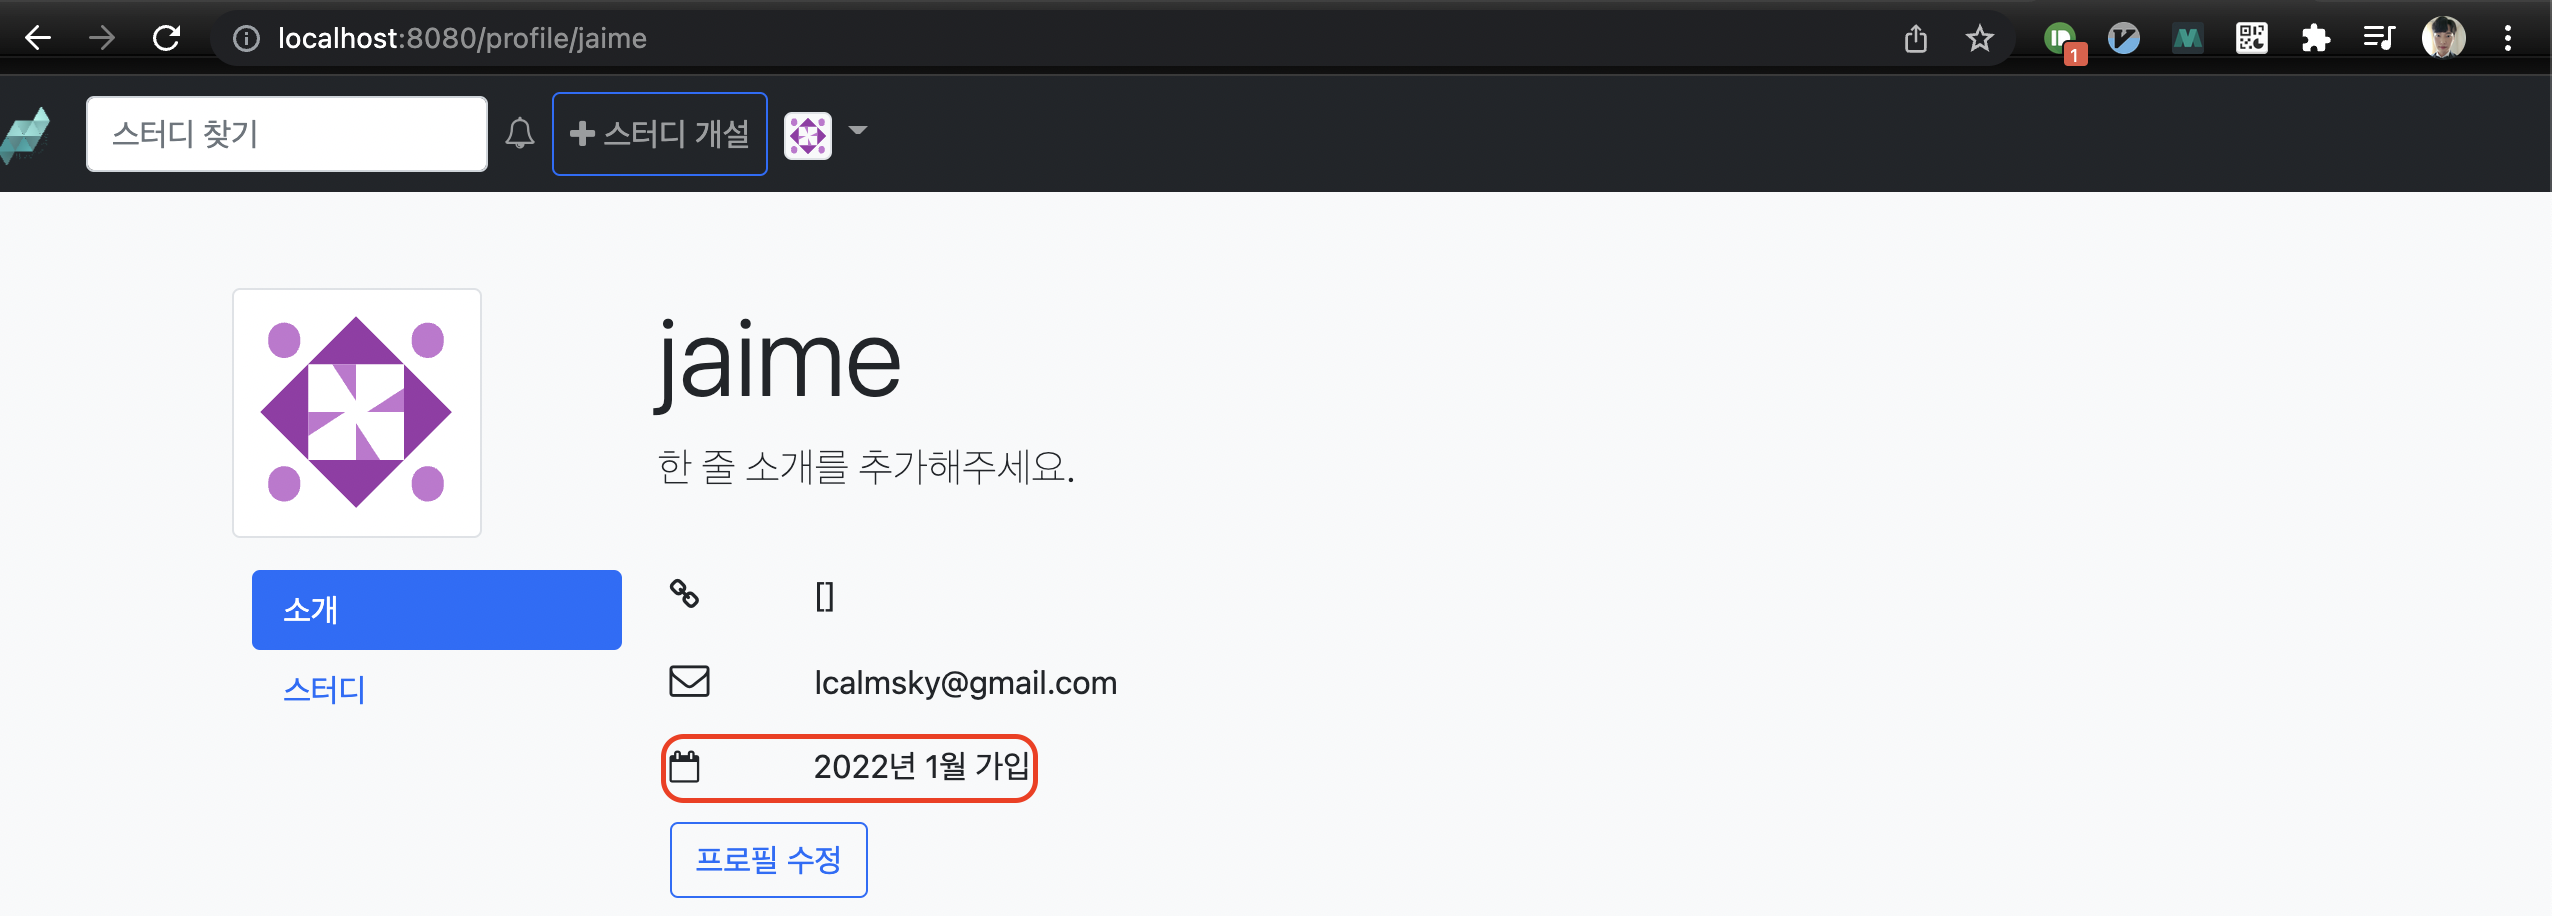 localhost:8080/profile/jaime
1
스터디 찾기
스터디 개설
jaime
한 줄 소개를 추가해주세요.
소개
[]
스터디
lcalmsky@gmail.com
2022년 1월 가입
프로필 수정